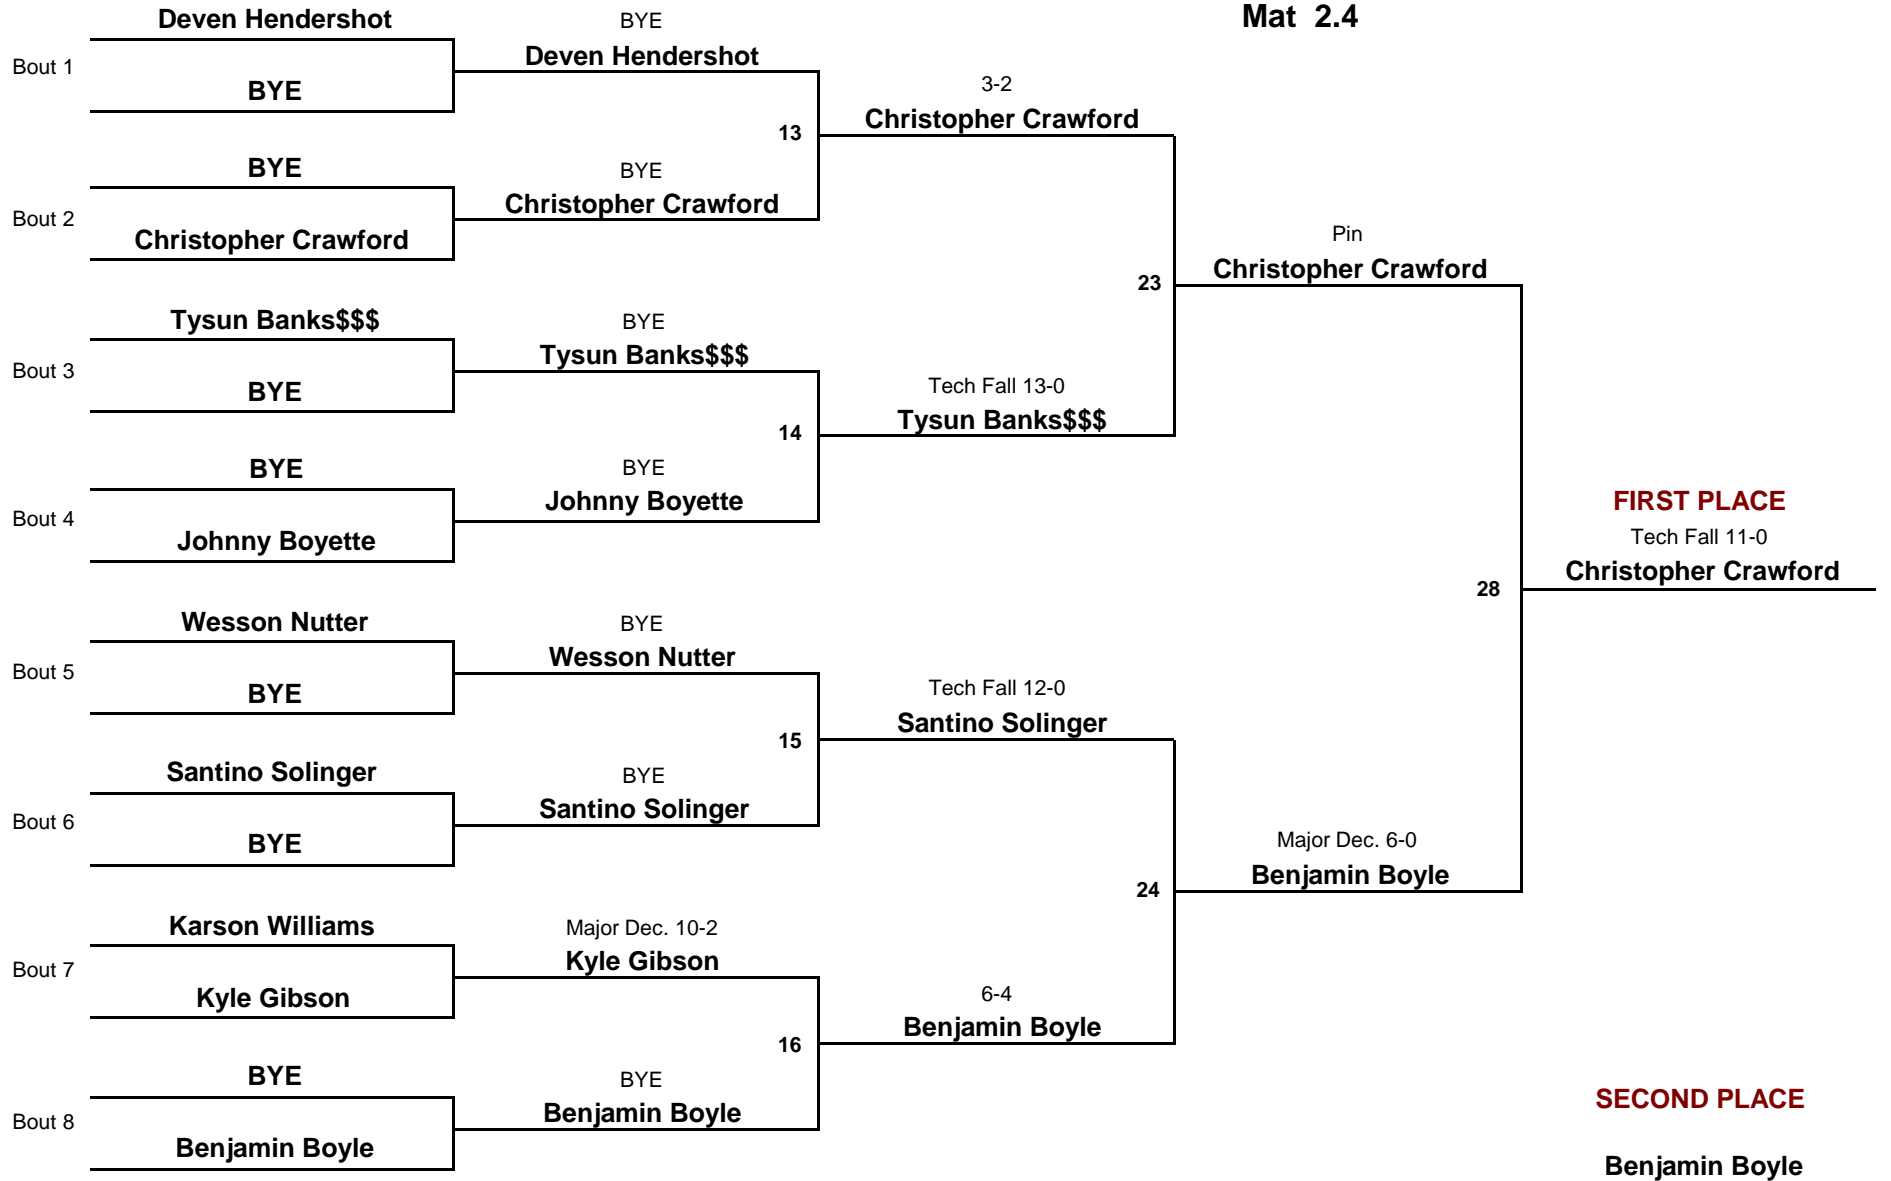 Mat 2.4
Deven Hendershot
Bout 1
BYE
BYE
Bout 2
Christopher Crawford
Tysun Banks$$$
Bout 3
BYE
BYE
Bout 4
Johnny Boyette
Wesson Nutter
Bout 5
BYE
Santino Solinger
Bout 6
BYE
Karson Williams
Bout 7
Kyle Gibson
BYE
Bout 8
Benjamin Boyle
BYE
Deven Hendershot
13
BYE
Christopher Crawford
BYE
Tysun Banks$$$
14
BYE
Johnny Boyette
BYE
Wesson Nutter
15
BYE
Santino Solinger
Major Dec. 10-2
Kyle Gibson
16
BYE
Benjamin Boyle
3-2
Christopher Crawford
23
Tech Fall 13-0
Tysun Banks$$$
Tech Fall 12-0
Santino Solinger
24
6-4
Benjamin Boyle
Pin
Christopher Crawford
28
Major Dec. 6-0
Benjamin Boyle
FIRST PLACE
Tech Fall 11-0
Christopher Crawford
SECOND PLACE
Benjamin Boyle